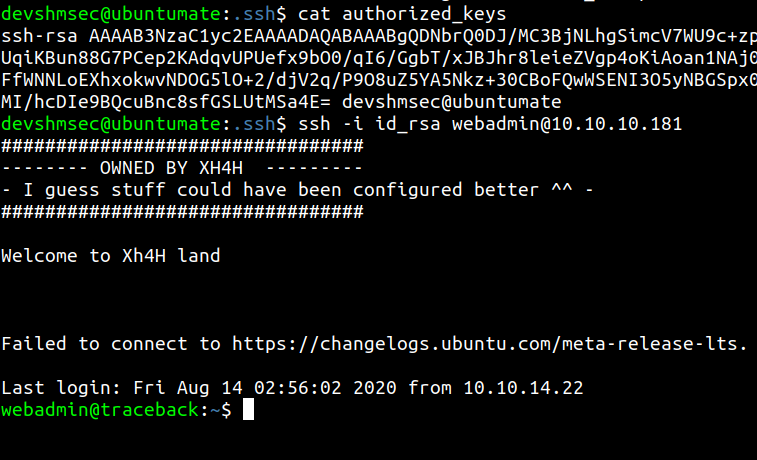 devshmsec@ubuntumate:.ssh$ cat authorized_keys
ssh-rsa AAAAB3NzaC1yc2EAAAADAQABAAABgQDNbrQ0DJ/MC3BjNLhgSimcV7WU9c+zp
UqiKBun88G7PCep2KAdqvUPUefx9bO0/qI6/GgbT/xJBJhr8leieZVgp4oKiAoan1NAj0
FfWNNLoEXhxokwvNDOG5lO+2/djV2q/P9O8uZ5YA5Nkz+30CBoFQwWSENI3O5yNBGSpx0
MI/hcDIe9BQcuBnc8sfGSLUtMSa4E= devshmsec@ubuntumate
devshmsec@ubuntumate:.ssh$ ssh -i id_rsa webadmin@10.10.10.181
#################################
-------- OWNED BY XH4H  ---------
- I guess stuff could have been configured better ^^ -
#################################
Welcome to Xh4H land
Failed to connect to https://changelogs.ubuntu.com/meta-release-lts.
Last login: Fri Aug 14 02:56:02 2020 from 10.10.14.22
webadmin@traceback:~$